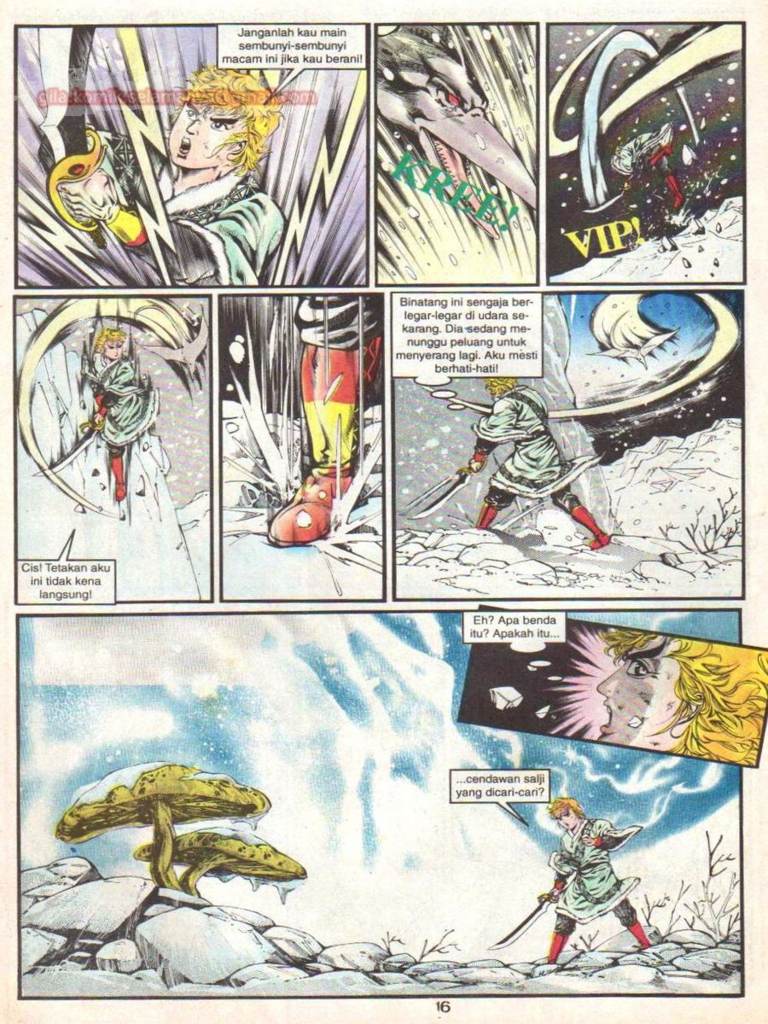 Janganlah kau main
sembunyi-sembunyi
macam ini jika kau berani!
KREE!
VIP!
Cis! Tetakan aku
ini tidak kena
langsung!
Binatang ini sengaja ber-
legar-legar di udara se-
karang. Dia sedang me-
nunggu peluang untuk
menyerang lagi. Aku mesti
berhati-hati!
Eh? Apa benda
itu? Apakah itu...
...cendawan salji
yang dicari-cari?
16